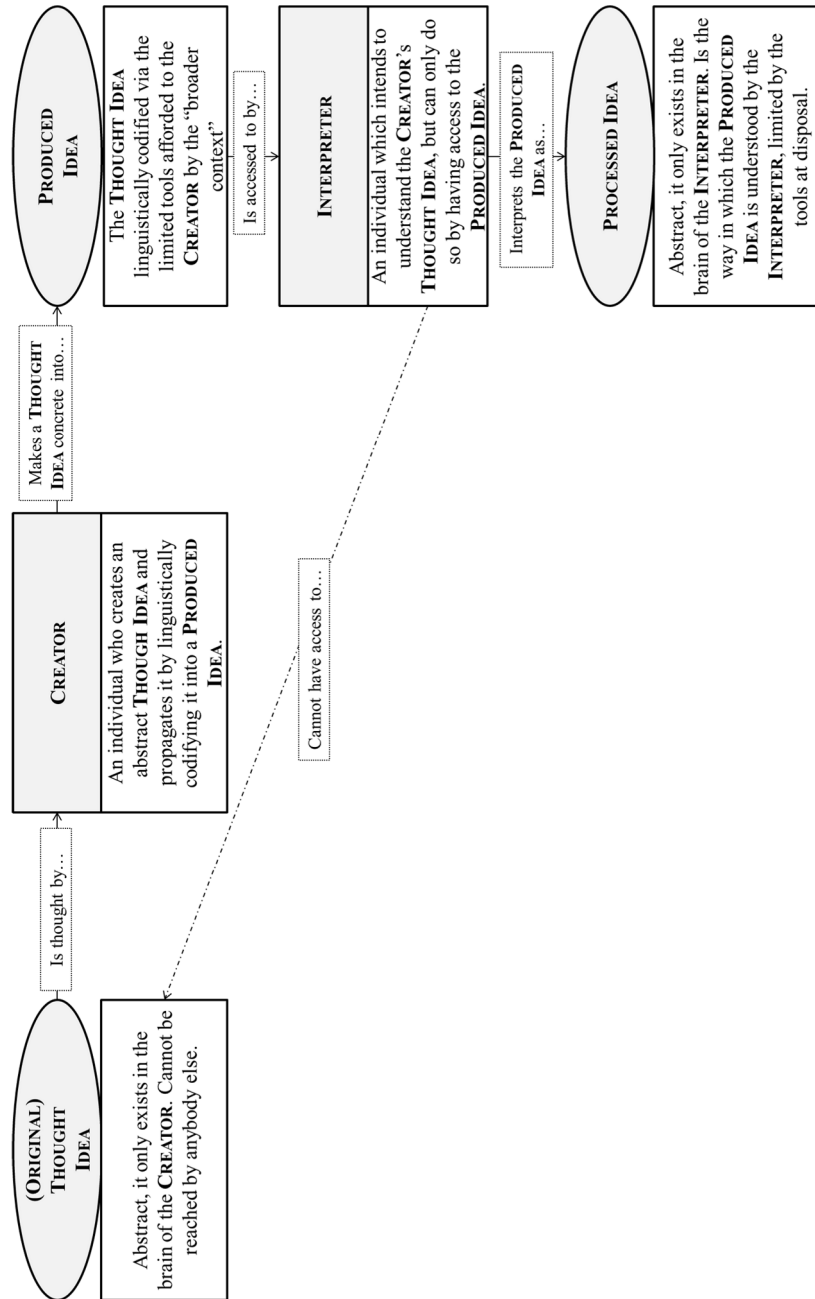 (ORIGINAL)
THOUGHT
IDEA
Abstract, it only exists in the
brain of the CREATOR. Cannot be
reached by anybody else.
Is thought by…
CREATOR
An individual who creates an
abstract THOUGH IDEA and
propagates it by linguistically
codifying it into a PRODUCED
IDEA.
Makes a THOUGHT
IDEA concrete into…
PRODUCED
IDEA
The THOUGHT IDEA
linguistically codified via the
limited tools afforded to the
CREATOR by the “broader
context”
Is accessed to by…
Cannot have access to…
INTERPRETER
An individual which intends to
understand the CREATOR’S
THOUGHT IDEA, but can only do
so by having access to the
PRODUCED IDEA.
Interprets the PRODUCED
IDEA as…
PROCESSED IDEA
Abstract, it only exists in the
brain of the INTERPRETER. Is the
way in which the PRODUCED
IDEA is understood by the
INTERPRETER, limited by the
tools at disposal.